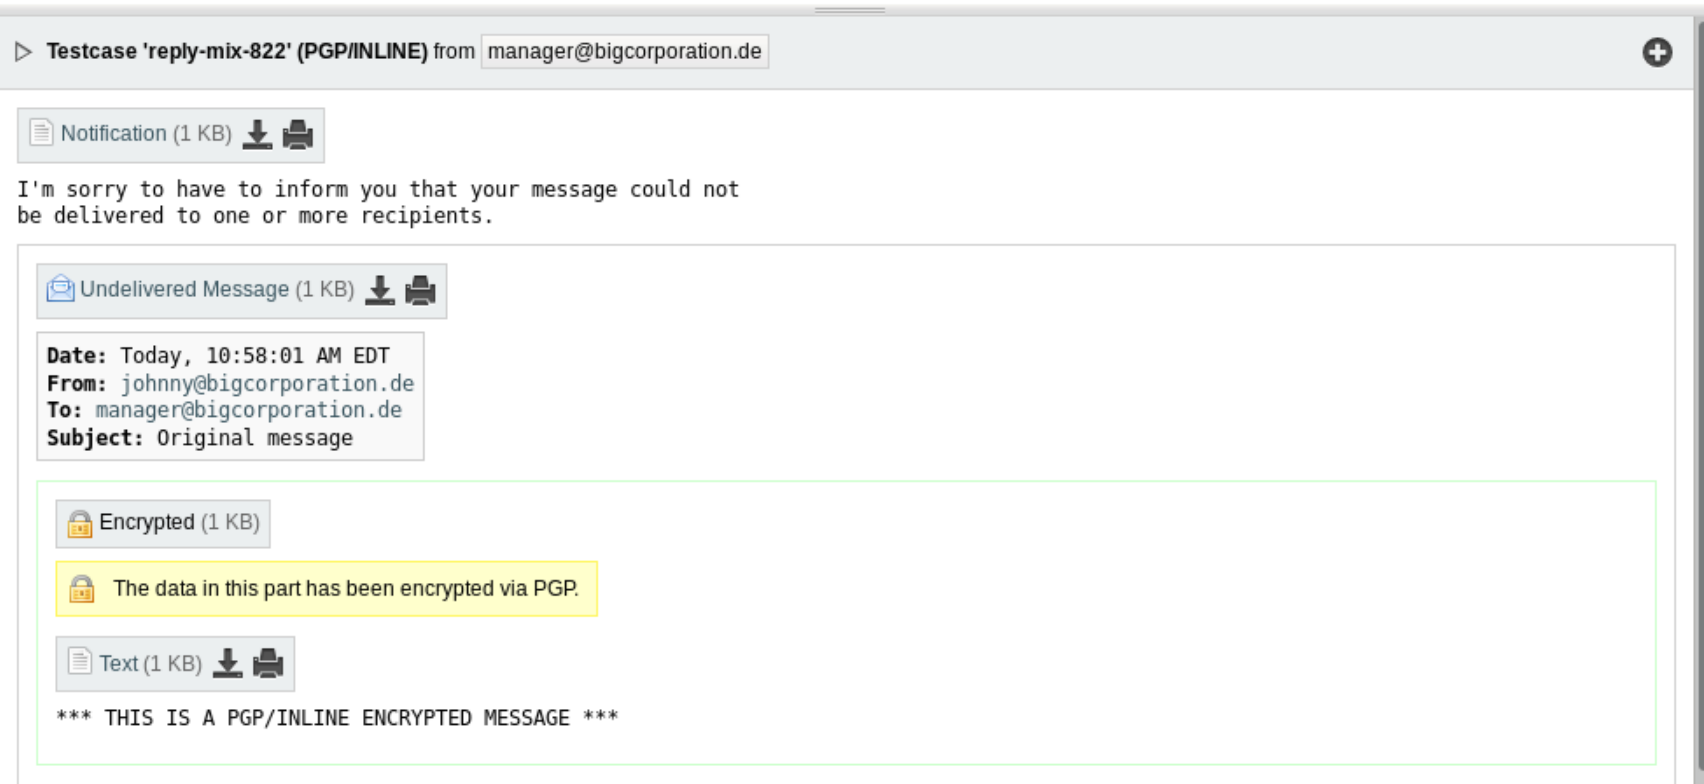 Testcase 'reply-mix-822' (PGP/INLINE) from manager@bigcorporation.de
Notification (1 KB)
I'm sorry to have to inform you that your message could not
be delivered to one or more recipients.
Undelivered Message (1 KB)
Date: Today, 10:58:01 AM EDT
From: johnny@bigcorporation.de
To: manager@bigcorporation.de
Subject: Original message
Encrypted (1 KB)
The data in this part has been encrypted via PGP.
Text (1 KB)
*** THIS IS A PGP/INLINE ENCRYPTED MESSAGE ***